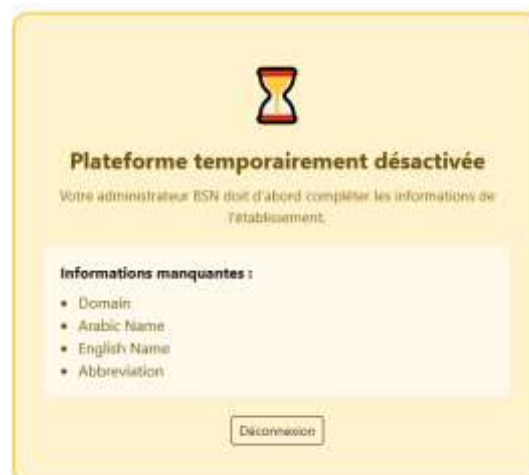 Plateforme temporairement désactivée
Votre administrateur BSN doit d'abord compléter les informations de
l'établissement.
Informations manquantes :
Domain
Arabic Name
English Name
Abbreviation
Déconnexion